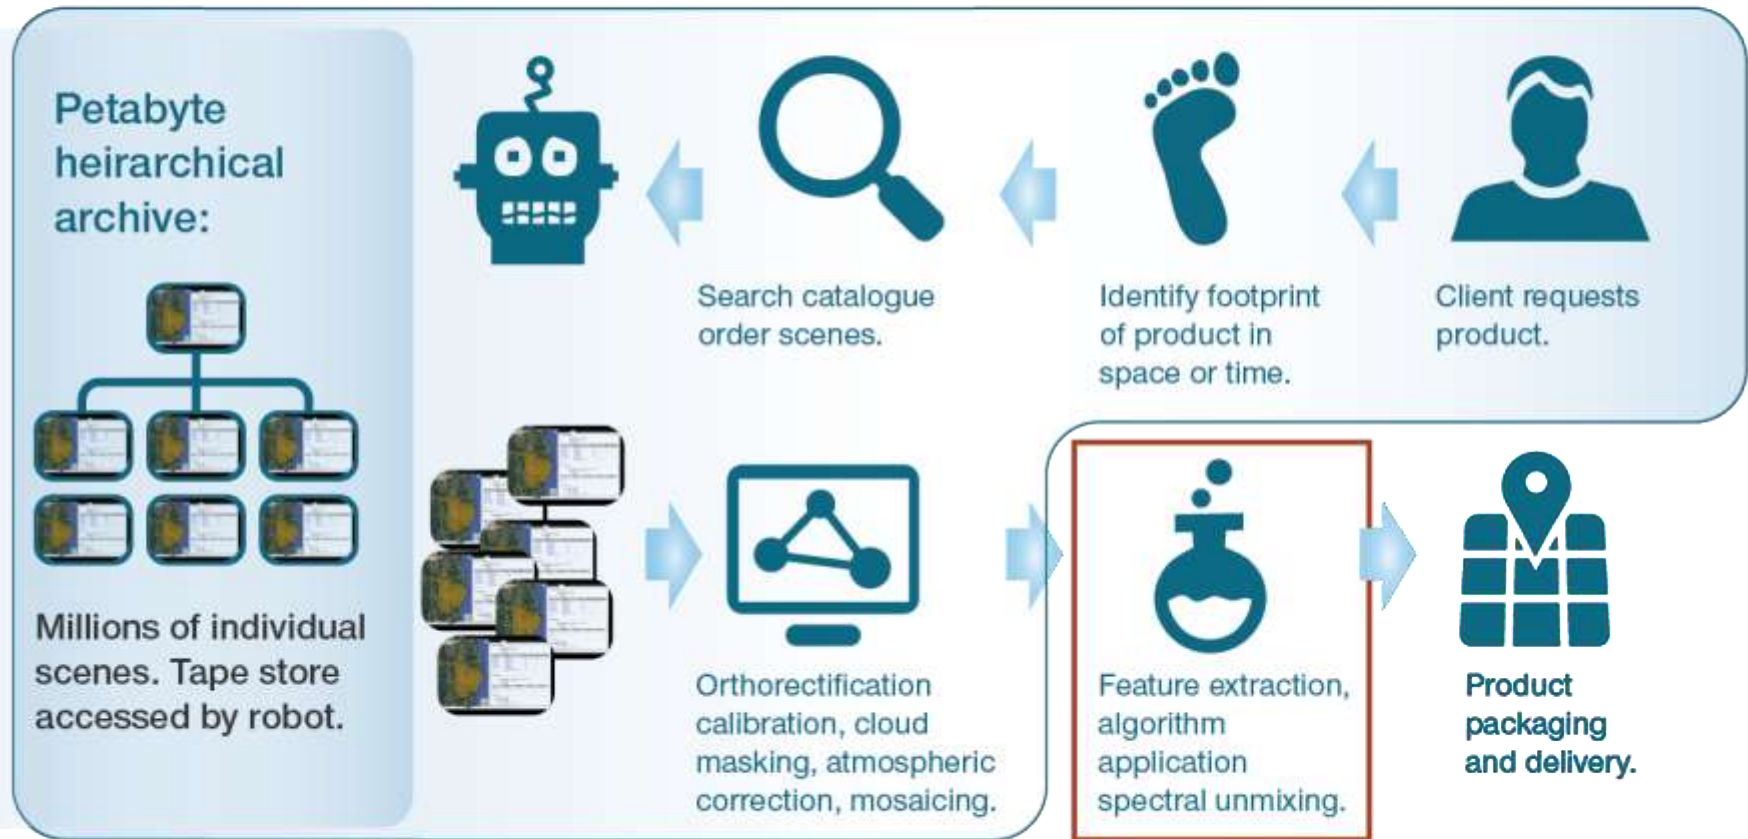 Petabyte
heirarchical
archive:
Millions of individual
scenes. Tape store
accessed by robot.
Search catalogue
order scenes.
Identify footprint
of product in
space or time.
Client requests
product.
Orthorectification
calibration, cloud
masking, atmospheric
correction, mosaicing.
Feature extraction,
algorithm
application
spectral unmixing.
Product
packaging
and delivery.